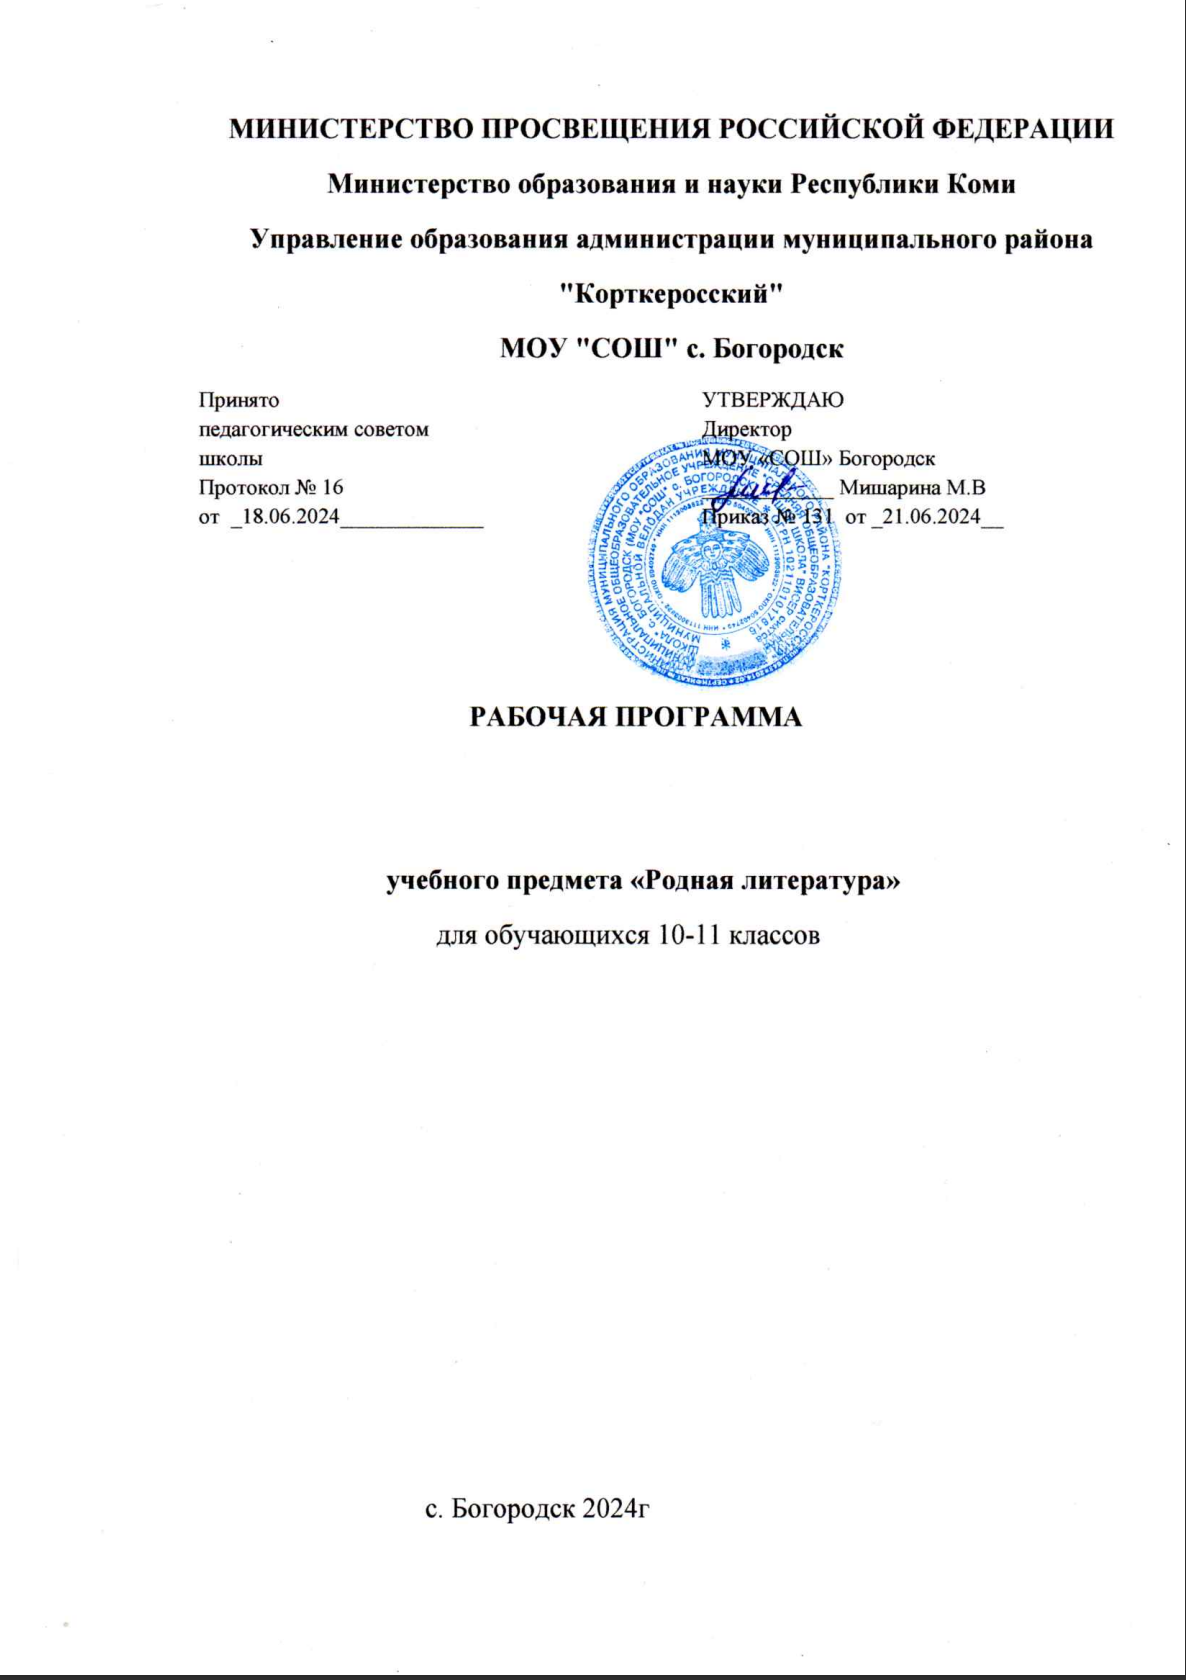 МИНИСТЕРСТВО ПРОСВЕЩЕНИЯ РОССИЙСКОЙ ФЕДЕРАЦИИ
Министерство образования и науки Республики Коми
Управление образования администрации муниципального района
"Корткеросский"
МОУ "СОШ" с. Богородск
Принято
педагогическим советом
школы
Протокол № 16
от _18.06.2024_____________
УТВЕРЖДАЮ
Директор
МОУ «СОШ» Богородск
____________ Мишарина М.В
Приказ № 131 от _21.06.2024__
РАБОЧАЯ ПРОГРАММА
учебного предмета «Родная литература»
для обучающихся 10-11 классов
с. Богородск 2024г